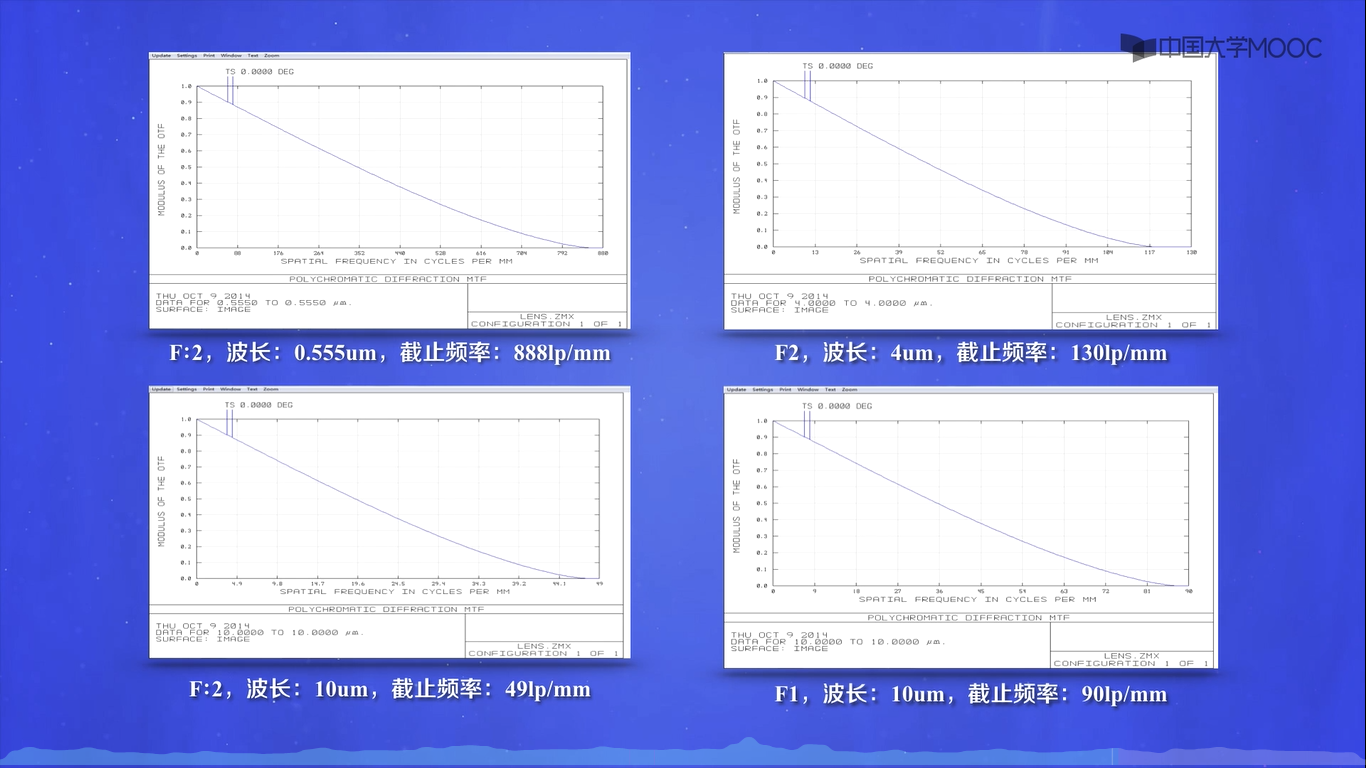 中国大学MOOC
Update Settings Print Window Text Zoom
TS 0.0000 DEG
MODULUS OF THE OTF
1.0
0.9
0.8
0.7
0.6
0.5
0.4
0.3
0.2
0.1
0.0
0 88 176 264 352 440 528 616 704 792 880
SPATIAL FREQUENCY IN CYCLES PER MM
POLYCHROMATIC DIFFRACTION MTF
THU OCT 9 2014
DATA FOR 0.5550 TO 0.5550 µm.
SURFACE: IMAGE
LENS.ZMX
CONFIGURATION 1 OF 1
F:2，波长：0.555um，截止频率：888lp/mm
TS 0.0000 DEG
MODULUS OF THE OTF
1.0
0.9
0.8
0.7
0.6
0.5
0.4
0.3
0.2
0.1
0.0
0 13 26 39 52 65 78 91 104 117 130
SPATIAL FREQUENCY IN CYCLES PER MM
POLYCHROMATIC DIFFRACTION MTF
THU OCT 9 2014
DATA FOR 4.0000 TO 4.0000 µm.
SURFACE: IMAGE
LENS.ZMX
CONFIGURATION 1 OF 1
F2，波长：4um，截止频率：130lp/mm
Update Settings Print Window Text Zoom
TS 0.0000 DEG
MODULUS OF THE OTF
1.0
0.9
0.8
0.7
0.6
0.5
0.4
0.3
0.2
0.1
0.0
0 4.9 9.8 14.7 19.6 24.5 29.4 34.3 39.2 44.1 49
SPATIAL FREQUENCY IN CYCLES PER MM
POLYCHROMATIC DIFFRACTION MTF
THU OCT 9 2014
DATA FOR 10.0000 TO 10.0000 µm.
SURFACE: IMAGE
LENS.ZMX
CONFIGURATION 1 OF 1
F:2，波长：10um，截止频率：49lp/mm
Update Settings Print Window Text Zoom
TS 0.0000 DEG
MODULUS OF THE OTF
1.0
0.9
0.8
0.7
0.6
0.5
0.4
0.3
0.2
0.1
0.0
0 9 18 27 36 45 54 63 72 81 90
SPATIAL FREQUENCY IN CYCLES PER MM
POLYCHROMATIC DIFFRACTION MTF
THU OCT 9 2014
DATA FOR 10.0000 TO 10.0000 µm.
SURFACE: IMAGE
LENS.ZMX
CONFIGURATION 1 OF 1
F1，波长：10um，截止频率：90lp/mm